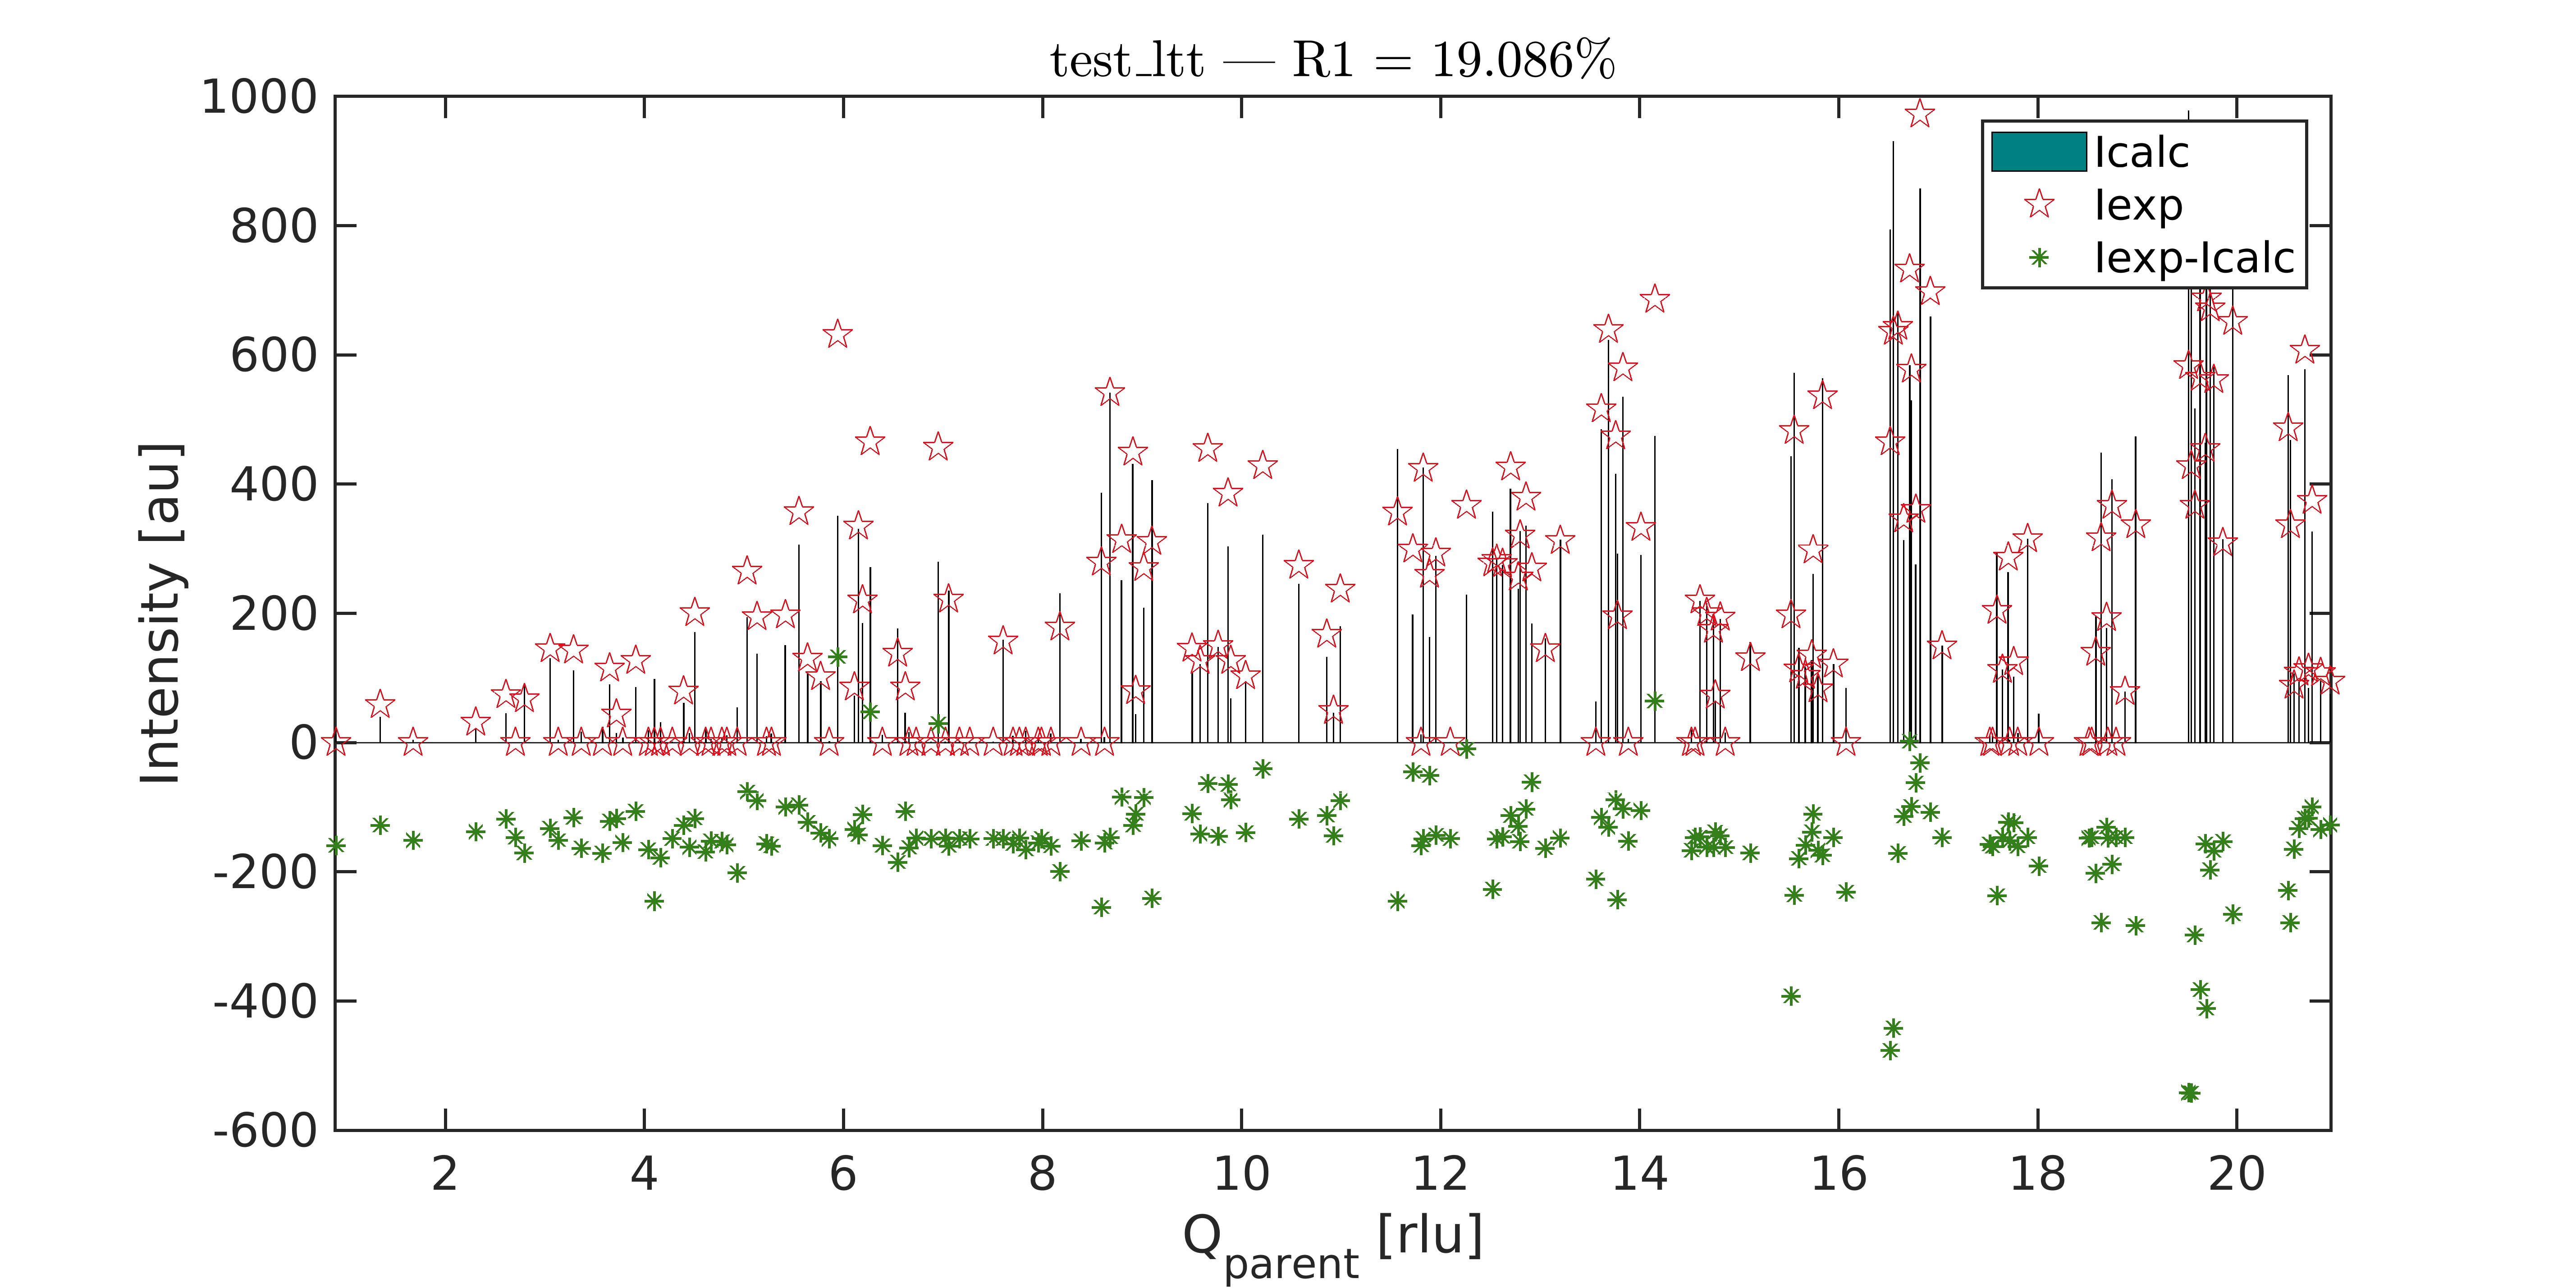 test_ltt — R1 = 19.086%
1000
800
600
400
200
0
-200
-400
-600
Intensity [au]
Icalc
Iexp
Iexp-Icalc
2 4 6 8 10 12 14 16 18 20
Qparent [rlu]